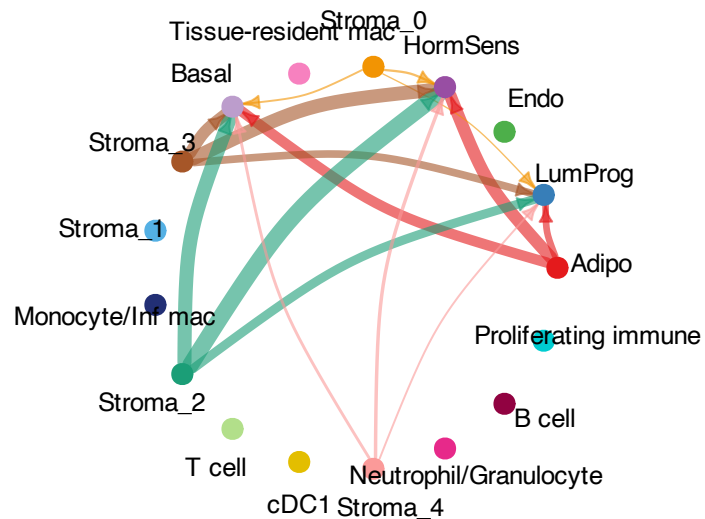 Stroma_0
Tissue-resident mac
HormSens
Basal
Endo
Stroma_3
LumProg
Stroma_1
Adipo
Monocyte/Inf mac
Proliferating immune
Stroma_2
B cell
T cell
Neutrophil/Granulocyte
cDC1
Stroma_4